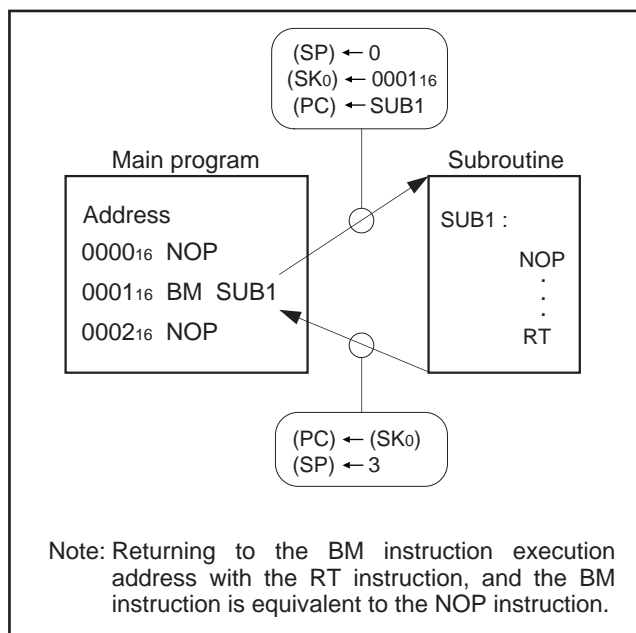 (SP) ← 0
(SK0) ← 000116
(PC) ← SUB1
Main program
Subroutine
Address
000016 NOP
000116 BM SUB1
000216 NOP
SUB1 :
NOP
.
.
.
RT
(PC) ← (SK0)
(SP) ← 3
Note: Returning to the BM instruction execution
address with the RT instruction, and the BM
instruction is equivalent to the NOP instruction.